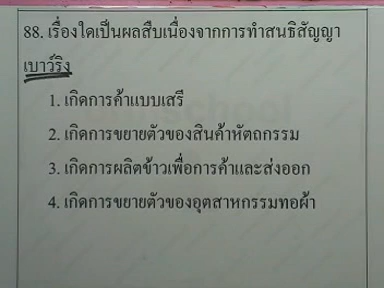 88. เรื่องใดเป็นผลสืบเนื่องจากการทำสนธิสัญญา
เบาว์ริง
1. เกิดการค้าแบบเสรี
2. เกิดการขยายตัวของสินค้าหัตถกรรม
3. เกิดการผลิตข้าวเพื่อการค้าและส่งออก
4. เกิดการขยายตัวของอุตสาหกรรมทอผ้า